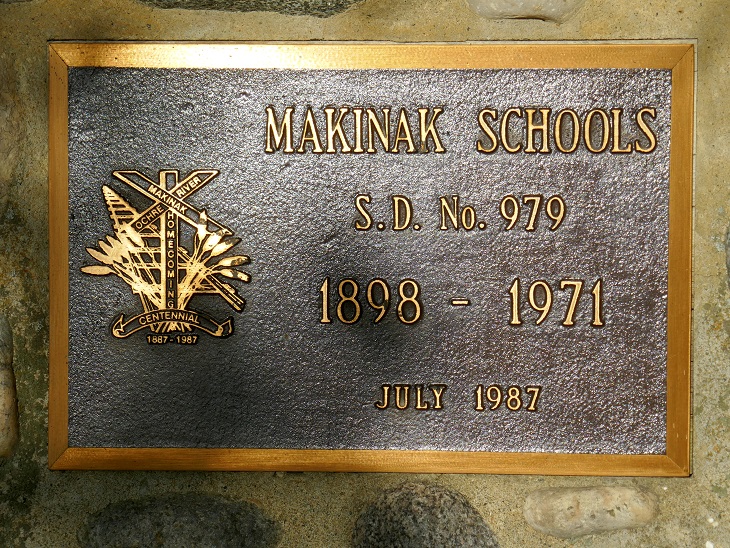 MAKINAK SCHOOLS
S.D. No. 979
1898 - 1971
JULY 1987
MAKINAK
OCHRE RIVER
HOMECOMING
CENTENNIAL
1887-1987